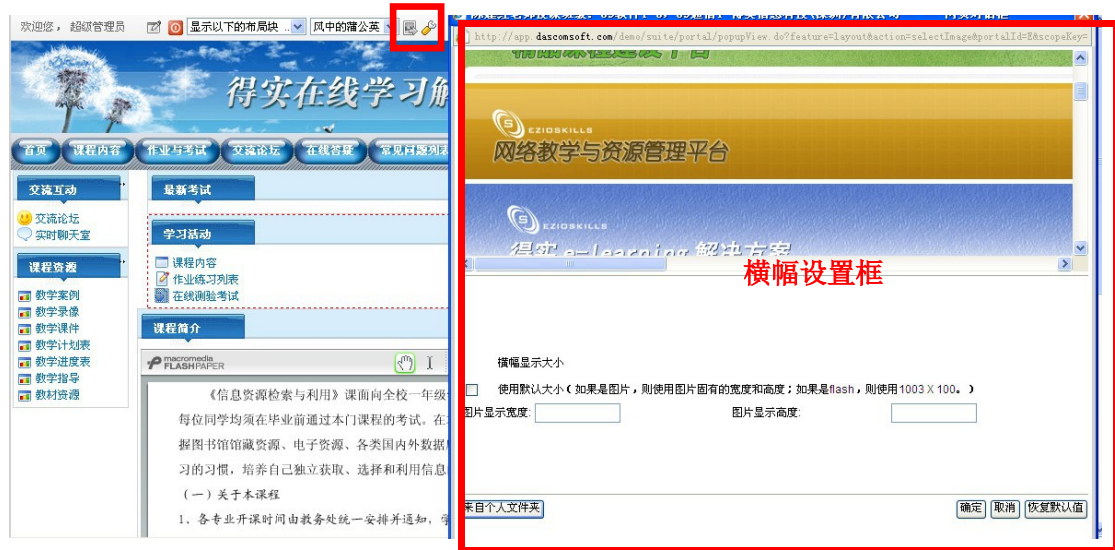 欢迎您，超级管理员
显示以下的布局块 ..
风中的蒲公英
得实在线学习解
首页
课程内容
作业与考试
交流论坛
在线答疑
常见问题列表
交流互动
交流论坛
实时聊天室
课程资源
教学案例
教学录像
教学课件
教学计划表
教学进度表
教学指导
教材资源
最新考试
学习活动
课程内容
作业练习列表
在线测验考试
课程简介
macromedia
FLASHPAPER
《信息资源检索与利用》课面向全校一年级
每位同学均须在毕业前通过本门课程的考试。在
握图书馆馆藏资源、电子资源、各类国内外数据
习的习惯，培养自己独立获取、选择和利用信息
（一）关于本课程
1、各专业开课时间由教务处统一安排并通知，
http://app.dascomsoft.com/demo/suite/portal/popupView.do?feature=layout&action=selectImage&portalId=E&scopeKey=
EZIOSKILLS
网络教学与资源管理平台
EZIOSKILLS
得实 e-learning 解决方案
横幅设置框
横幅显示大小
使用默认大小（如果是图片，则使用图片固有的宽度和高度；如果是flash，则使用1003 X 100。）
图片显示宽度:
图片显示高度:
来自个人文件夹
确定
取消
恢复默认值